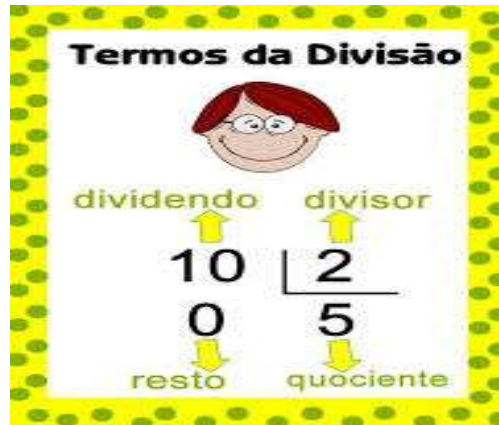 Termos da Divisão
dividendo divisor
10 2
0 5
resto quociente